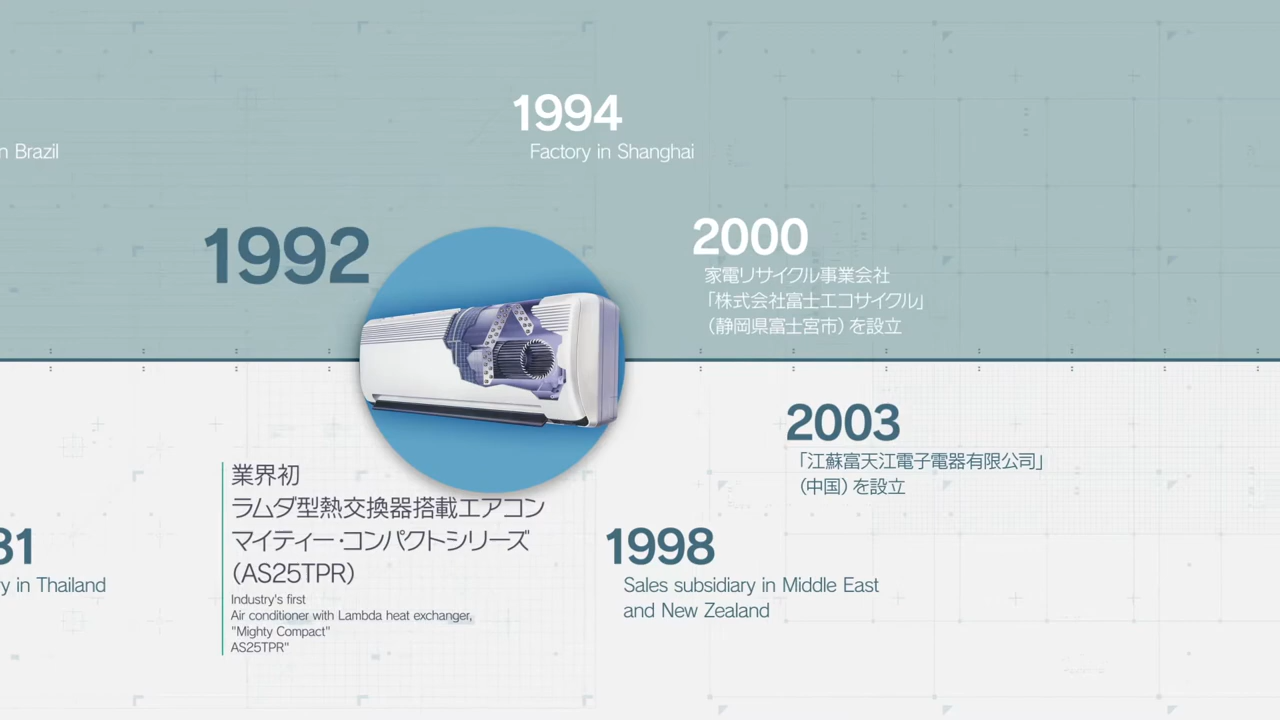 1994
Factory in Shanghai
n Brazil
1992
2000
家電リサイクル事業会社
「株式会社富士エコサイクル」
（静岡県富士宮市）を設立
2003
「江蘇富天江電子電器有限公司」
（中国）を設立
業界初
ラムダ型熱交換器搭載エアコン
マイティー・コンパクトシリーズ
（AS25TPR）
Industry's first
Air conditioner with Lambda heat exchanger,
"Mighty Compact"
AS25TPR"
31
y in Thailand
1998
Sales subsidiary in Middle East
and New Zealand